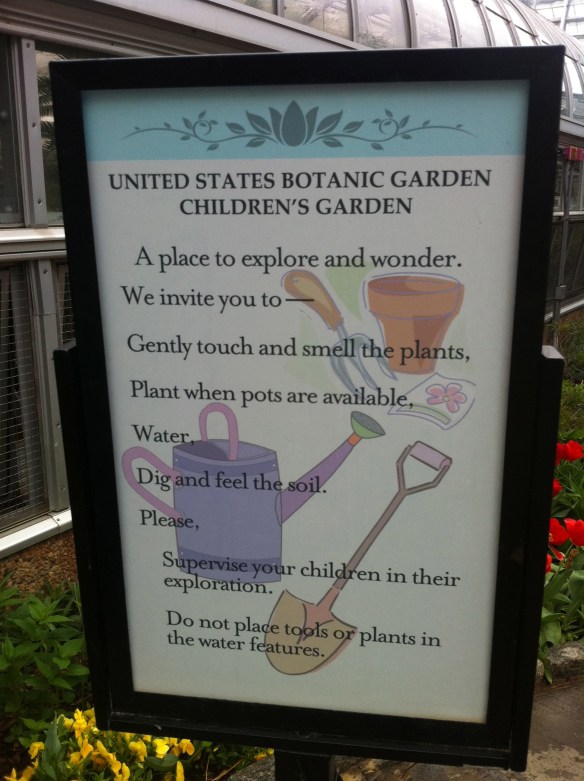 UNITED STATES BOTANIC GARDEN
CHILDREN'S GARDEN
A place to explore and wonder.
We invite you to —
Gently touch and smell the plants,
Plant when pots are available,
Water,
Dig and feel the soil.
Please,
Supervise your children in their
exploration.
Do not place tools or plants in
the water features.